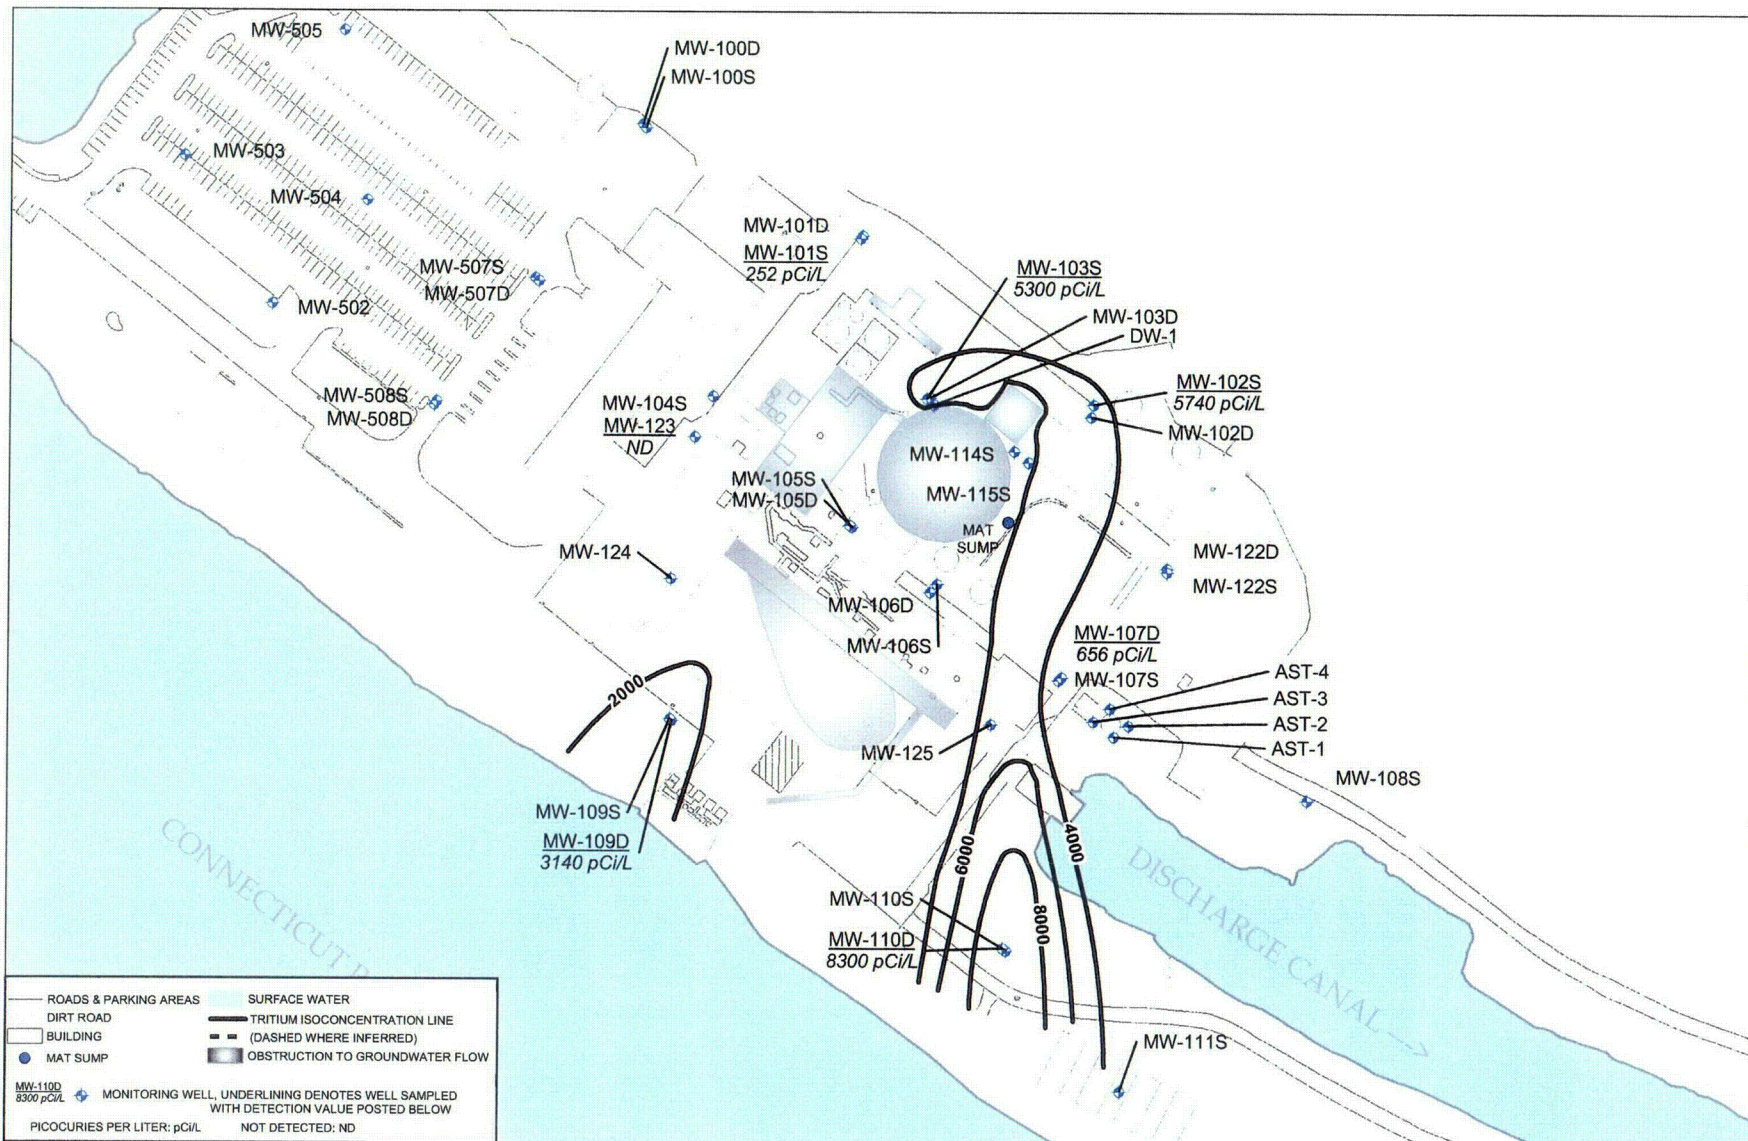 MW-505
MW-100D
MW-100S
MW-503
MW-504
MW-101D
MW-101S
252 pCi/L
MW-507S
MW-507D
MW-103S
5300 pCi/L
MW-502
MW-103D
DW-1
MW-102S
5740 pCi/L
MW-508S
MW-508D
MW-104S
MW-123
ND
MW-102D
MW-114S
MW-105S
MW-105D
MW-115S
MAT
SUMP
MW-124
MW-122D
MW-122S
MW-106D
MW-106S
MW-107D
656 pCi/L
MW-107S
2000
AST-4
AST-3
AST-2
AST-1
MW-125
MW-108S
MW-109S
MW-109D
3140 pCi/L
6000
4000
8000
CONNECTICUT
DISCHARGE CANAL
MW-110S
MW-110D
8300 pCi/L
MW-111S
ROADS & PARKING AREAS
DIRT ROAD
BUILDING
MAT SUMP
SURFACE WATER
TRITIUM ISOCONCENTRATION LINE
(DASHED WHERE INFERRED)
OBSTRUCTION TO GROUNDWATER FLOW
MW-110D
8300 pCi/L
MONITORING WELL, UNDERLINING DENOTES WELL SAMPLED
WITH DETECTION VALUE POSTED BELOW
PICOCURIES PER LITER: pCi/L NOT DETECTED: ND